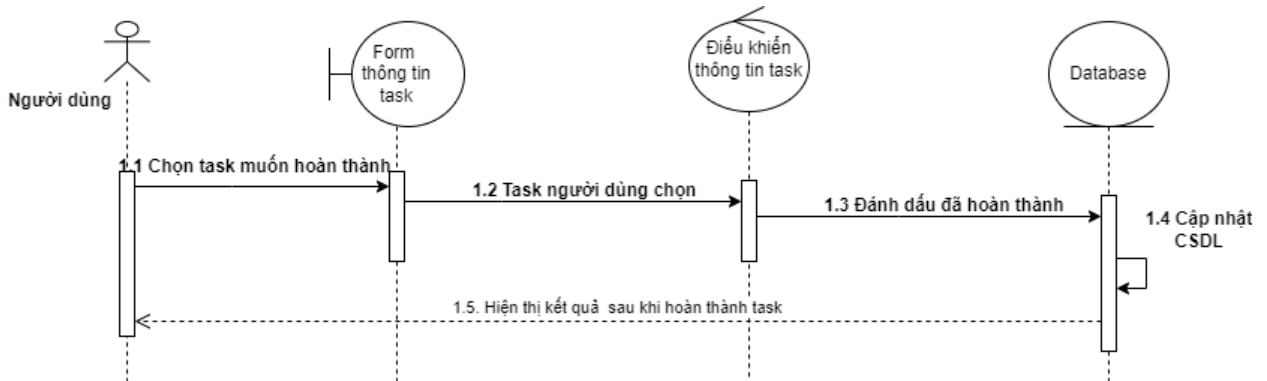 Người dùng
Form
thông tin
task
Điều khiển
thông tin task
Database
1.1 Chọn task muốn hoàn thành
1.2 Task người dùng chọn
1.3 Đánh dấu đã hoàn thành
1.4 Cập nhật
CSDL
1.5. Hiện thị kết quả sau khi hoàn thành task